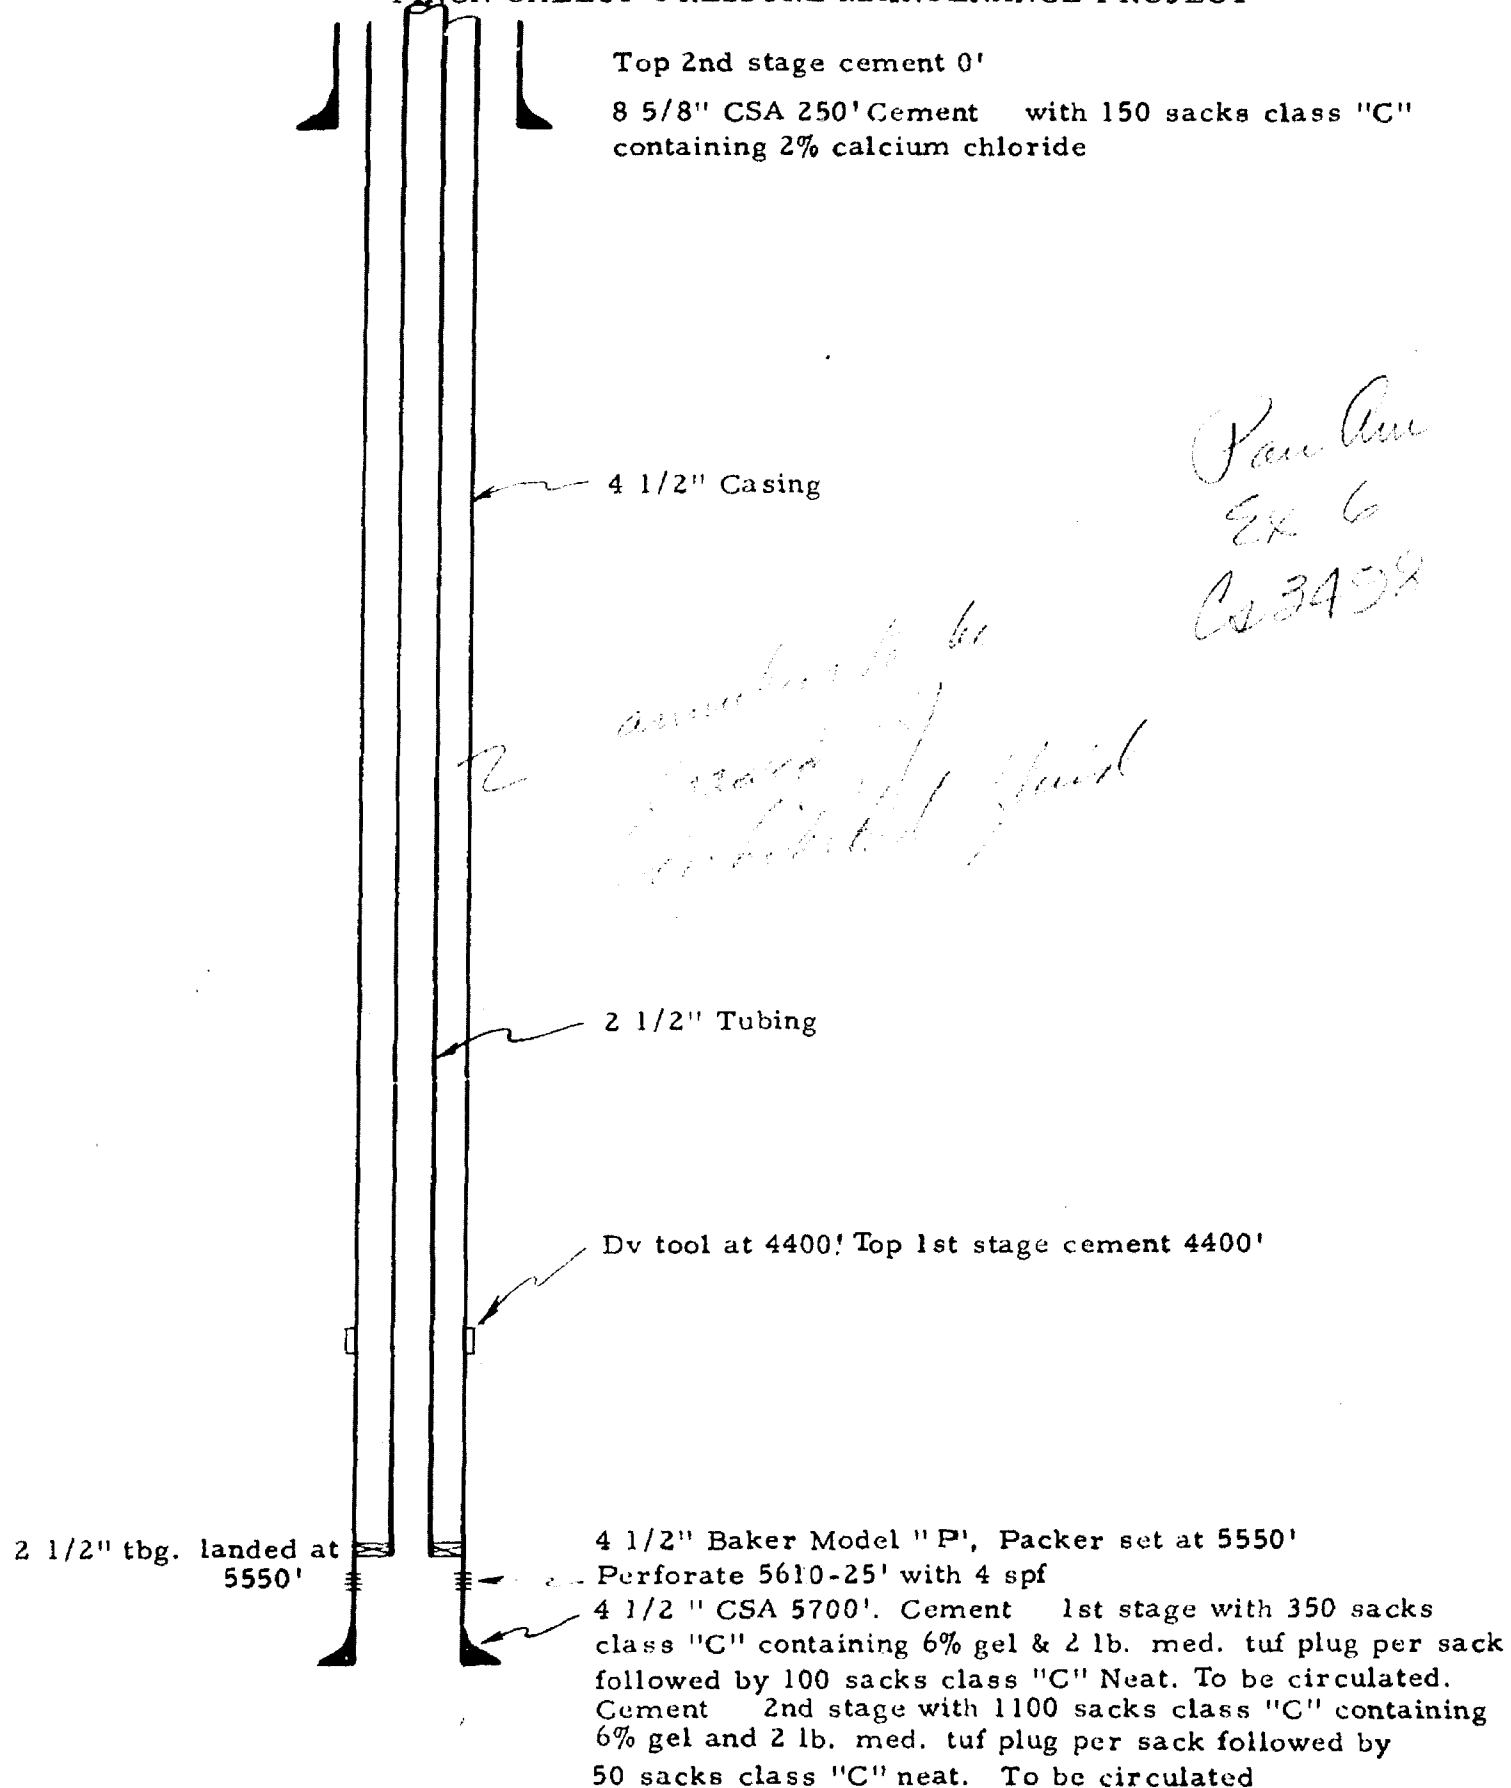 PRESSURE MAINTENANCE PROJECT
Top 2nd stage cement 0'
8 5/8" CSA 250' Cement with 150 sacks class "C"
containing 2% calcium chloride
Pan Am
Ex 6
4 1/2" Casing
annulus to be
fluid
2 1/2" Tubing
Dv tool at 4400' Top 1st stage cement 4400'
2 1/2" tbg. landed at
5550'
4 1/2" Baker Model "P", Packer set at 5550'
Perforate 5610-25' with 4 spf
4 1/2 " CSA 5700'. Cement 1st stage with 350 sacks
class "C" containing 6% gel & 2 lb. med. tuf plug per sack
followed by 100 sacks class "C" Neat. To be circulated.
Cement 2nd stage with 1100 sacks class "C" containing
6% gel and 2 lb. med. tuf plug per sack followed by
50 sacks class "C" neat. To be circulated